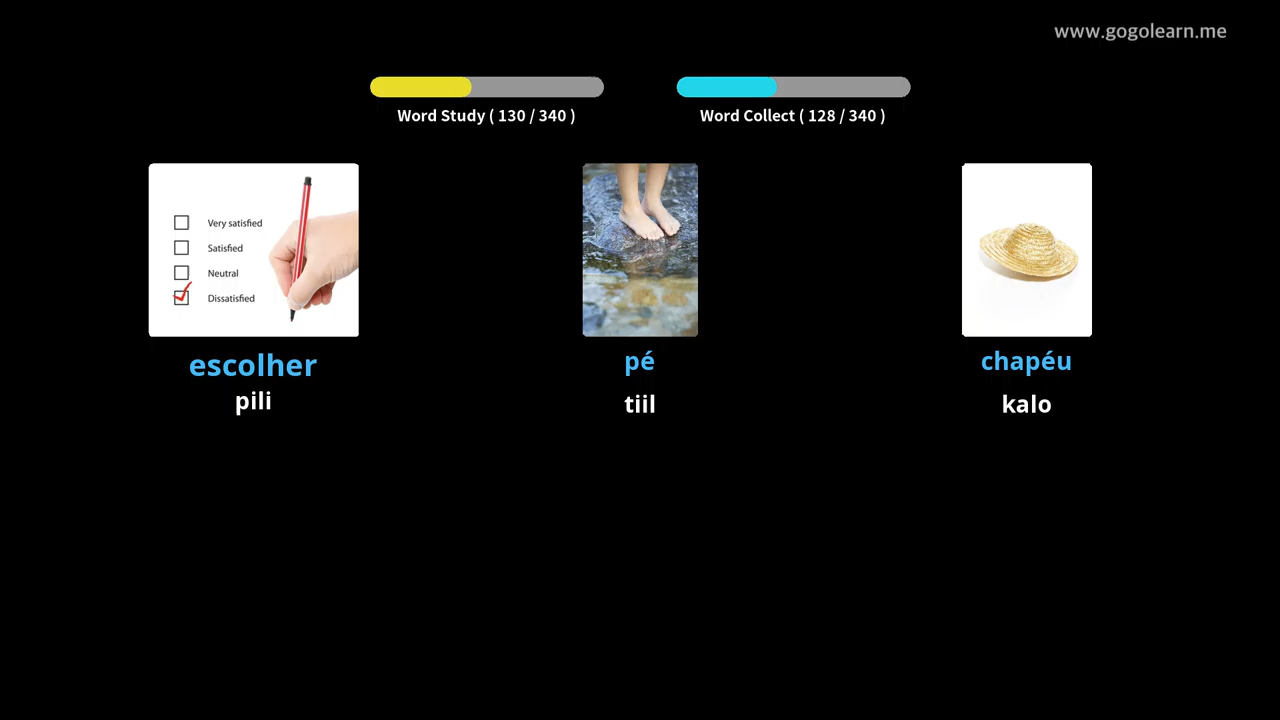 www.gogolearn.me
Word Study ( 130 / 340 )
Word Collect ( 128 / 340 )
Very satisfied
Satisfied
Neutral
Dissatisfied
escolher
pili
pé
tiil
chapéu
kalo